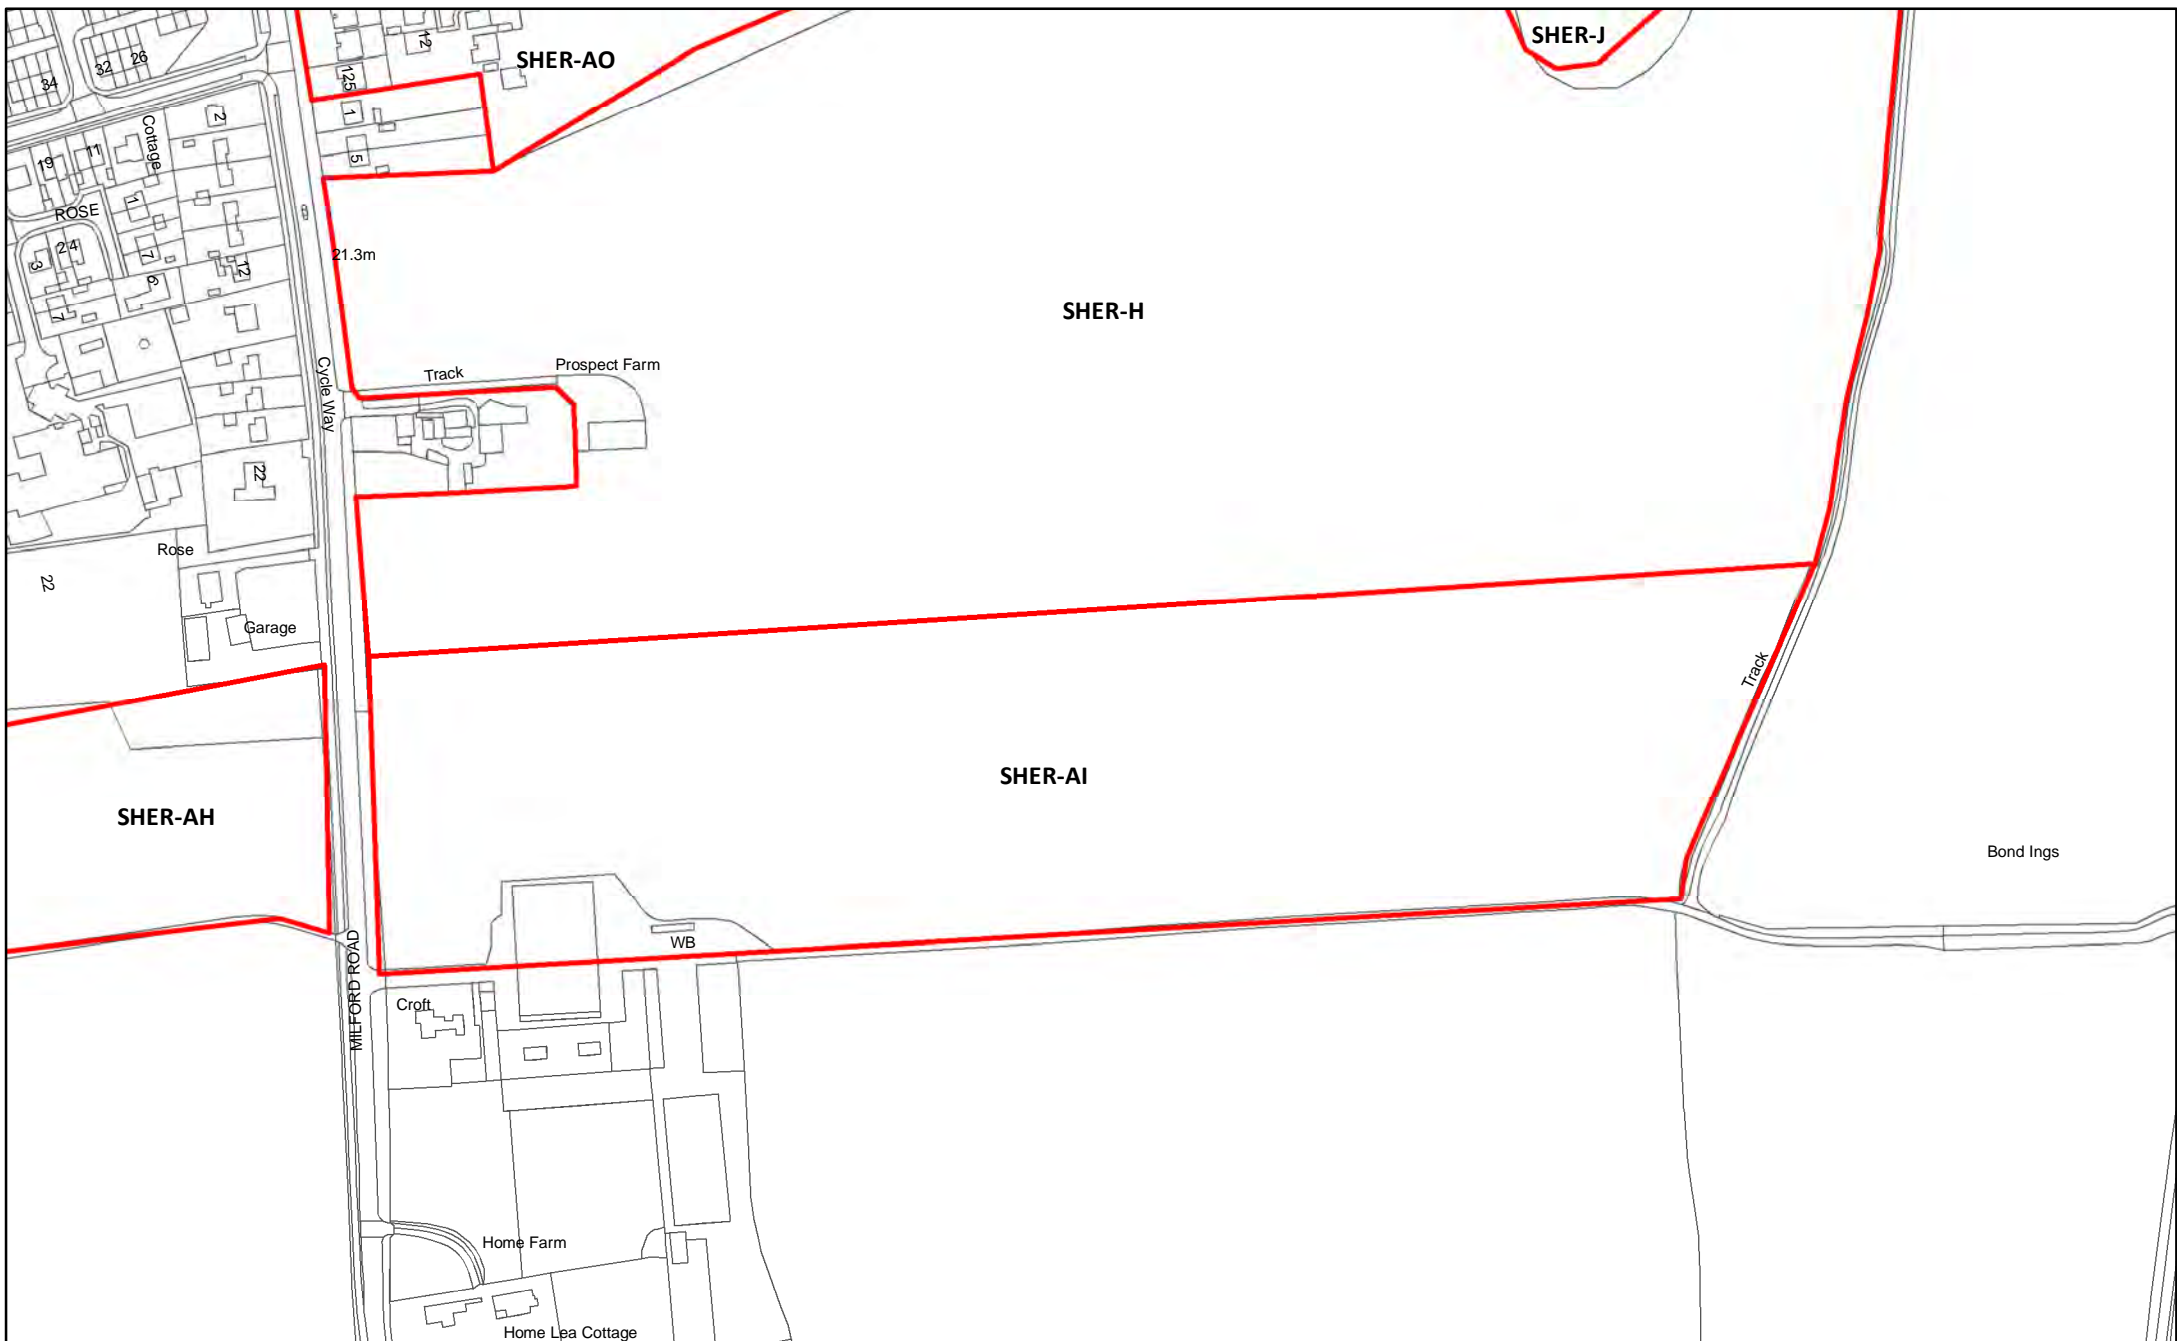 SHER-J
SHER-AO
12
26
32
34
125
1
2
Cottage
5
11
19
1
ROSE
24
7
3
12
6
7
21.3m
SHER-H
Cycle Way
Track
Prospect Farm
22
Rose
22
Garage
Track
SHER-AI
SHER-AH
Bond Ings
WB
MILFORD ROAD
Croft
Home Farm
Home Lea Cottage